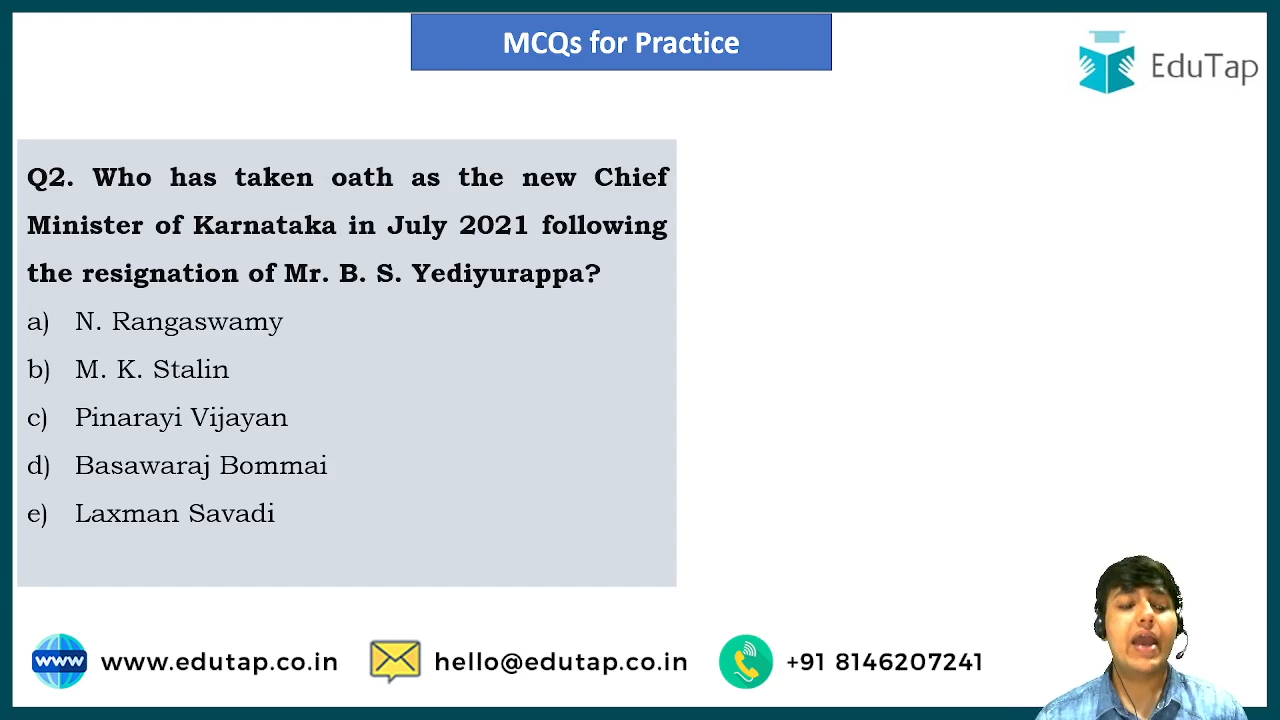 MCQs for Practice
EduTap
Q2. Who has taken oath as the new Chief
Minister of Karnataka in July 2021 following
the resignation of Mr. B. S. Yediyurappa?
a) N. Rangaswamy
b) M. K. Stalin
c) Pinarayi Vijayan
d) Basawaraj Bommai
e) Laxman Savadi
www www.edutap.co.in hello@edutap.co.in +91 8146207241